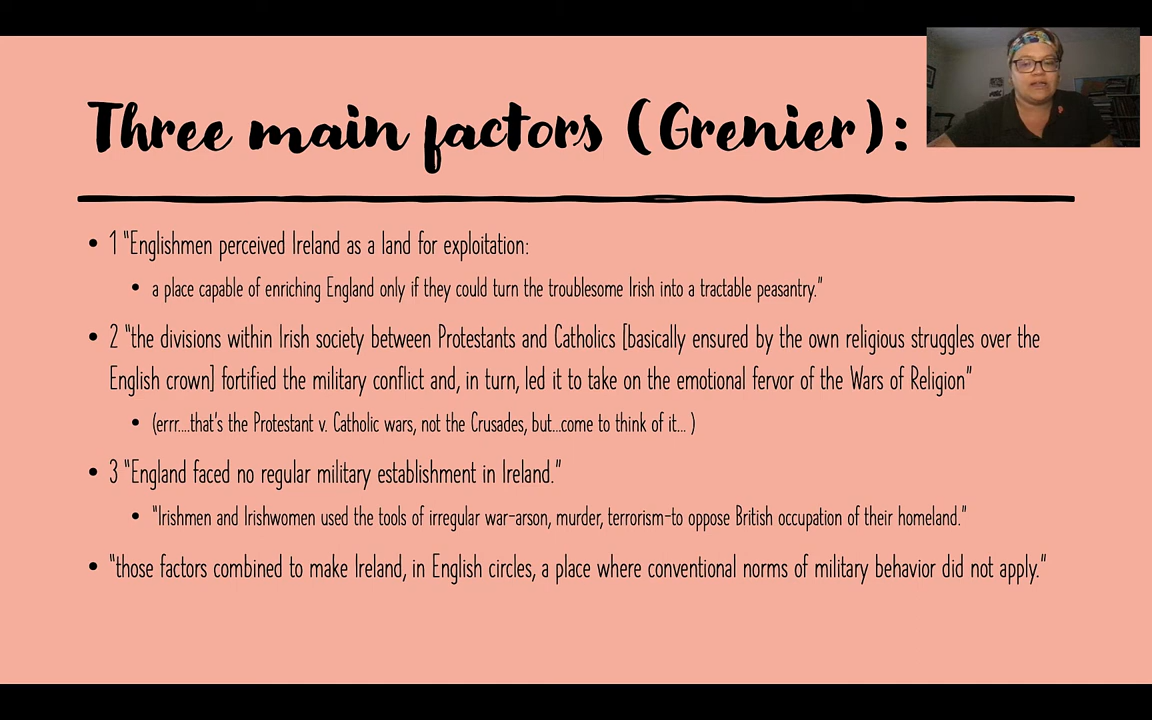 Three main factors (Grenier):
• 1 "Englishmen perceived Ireland as a land for exploitation:
• a place capable of enriching England only if they could turn the troublesome Irish into a tractable peasantry."
• 2 "the divisions within Irish society between Protestants and Catholics [basically ensured by the own religious struggles over the
English crown] fortified the military conflict and, in turn, led it to take on the emotional fervor of the Wars of Religion"
• (errr....that's the Protestant v. Catholic wars, not the Crusades, but...come to think of it... )
• 3 "England faced no regular military establishment in Ireland."
• "Irishmen and Irishwomen used the tools of irregular war-arson, murder, terrorism-to oppose British occupation of their homeland."
• "those factors combined to make Ireland, in English circles, a place where conventional norms of military behavior did not apply."